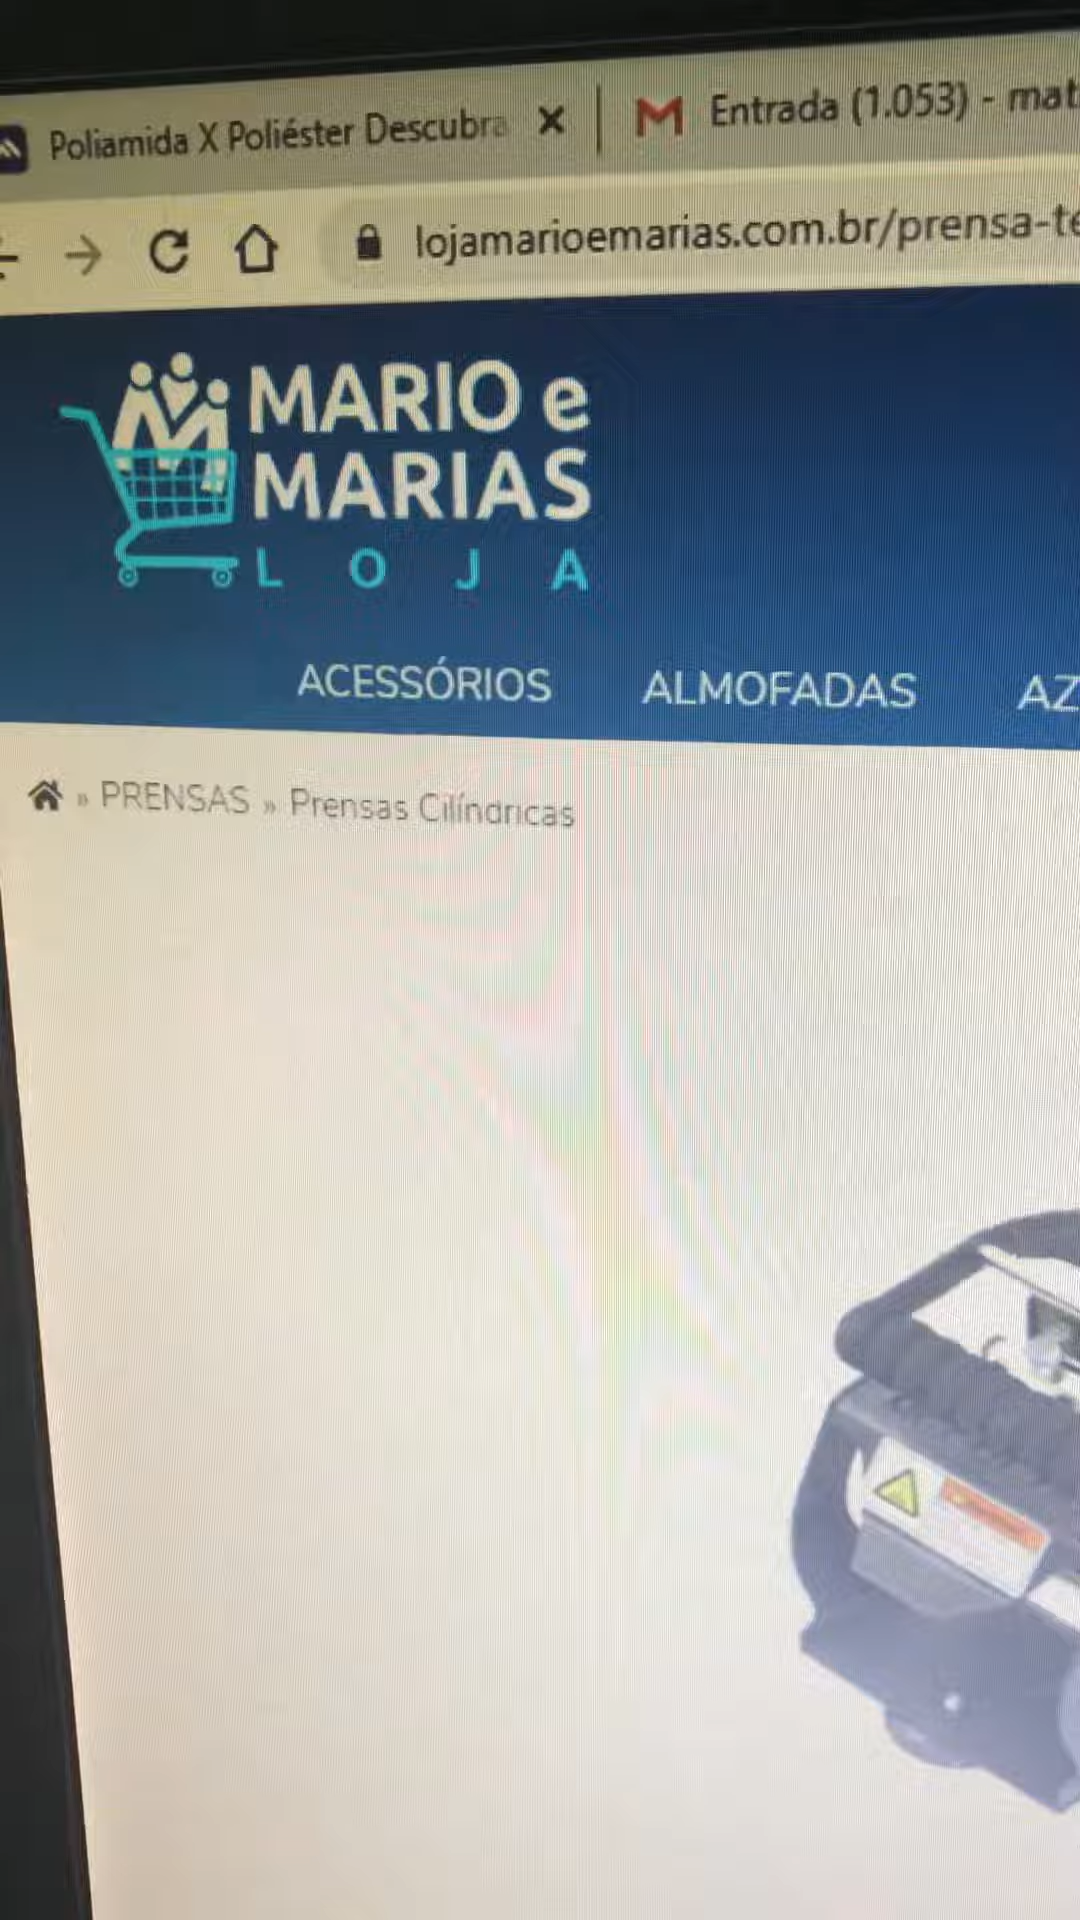 Poliamida X Poliéster Descubra
Entrada (1.053) - mat
lojamarioemarias.com.br/prensa-te
MARIO e
MARIAS
LOJA
ACESSÓRIOS ALMOFADAS AZ
» PRENSAS » Prensas Cilíndricas